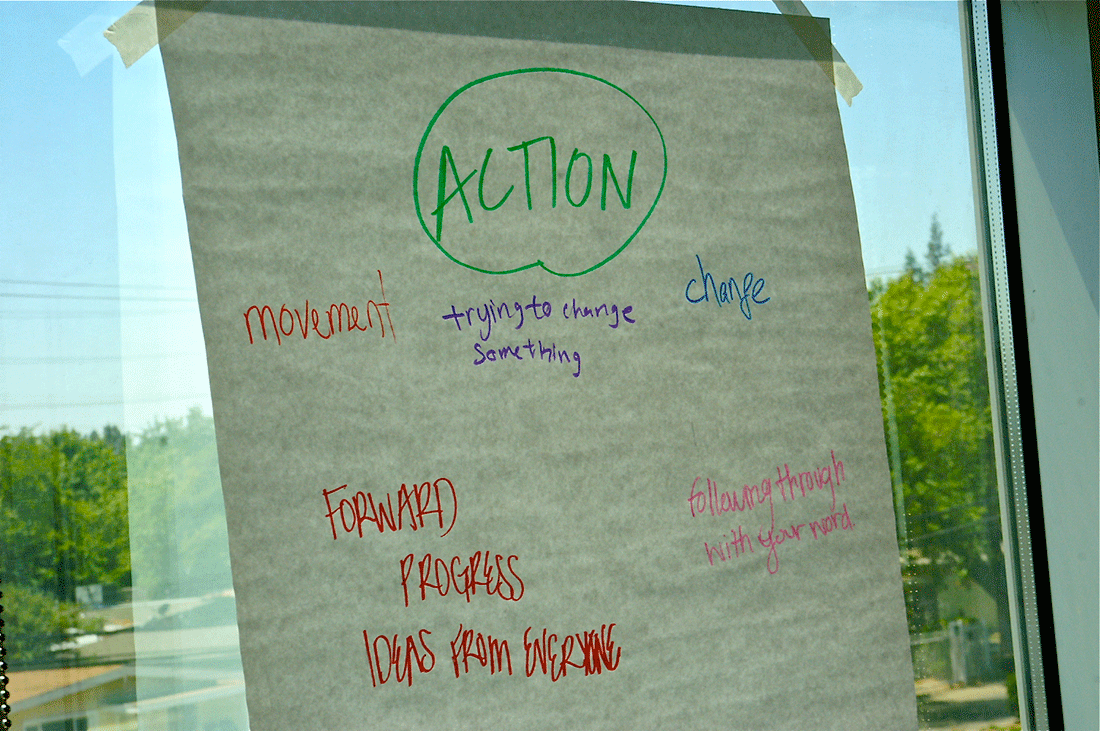 ACTION
movement
trying to change
something
change
FORWARD
PROGRESS
IDEAS FROM EVERYONE
following through
with your word.